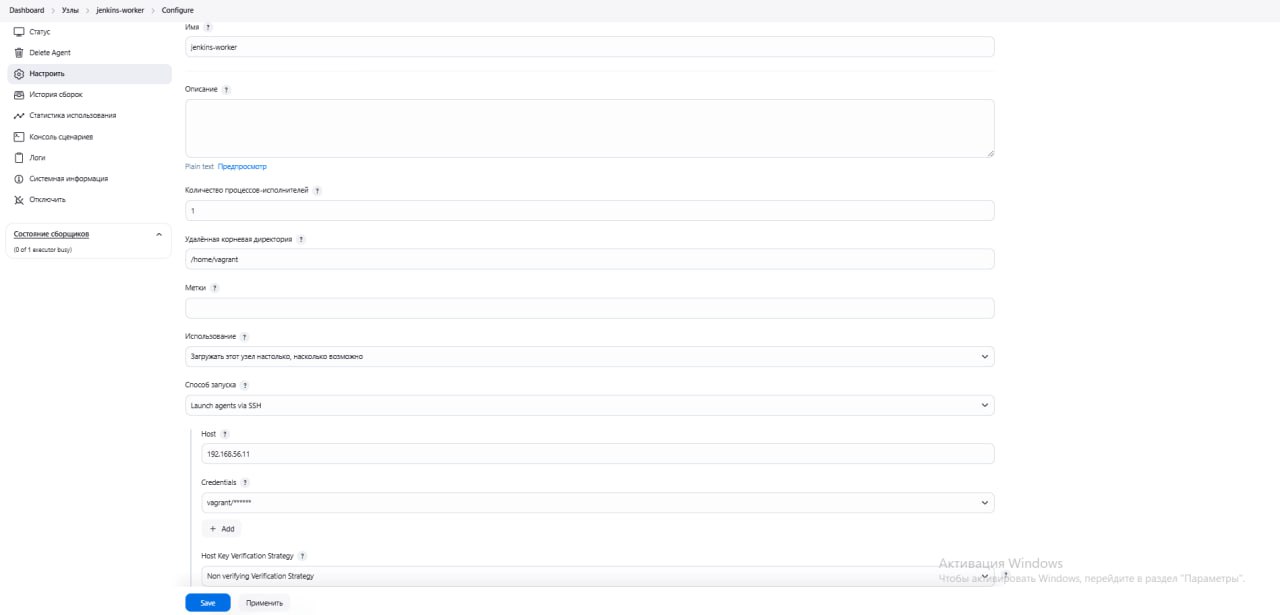 Dashboard > Узлы > jenkins-worker > Configure
Статус
Delete Agent
Настроить
История сборок
Статистика использования
Консоль сценариев
Логи
Системная информация
Отключить
Состояние сборщиков
(0 of 1 executor busy)
Имя ?
jenkins-worker
Описание ?
Plain text Предпросмотр
Количество процессов-исполнителей ?
1
Удалённая корневая директория ?
/home/vagrant
Метки ?
Использование ?
Загружать этот узел настолько, насколько возможно
Способ запуска ?
Launch agents via SSH
Host ?
192.168.56.11
Credentials ?
vagrant/******
+ Add
Host Key Verification Strategy ?
Non verifying Verification Strategy
?
Save Применить
Активация Windows
Чтобы активировать Windows, перейдите в раздел "Параметры".